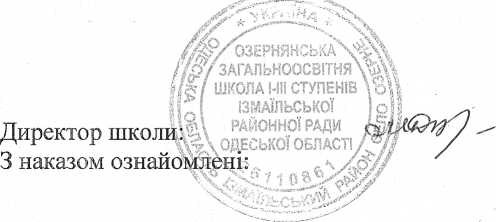 * УКРАЇНА *
ОДЕСЬКА ОБЛАСТЬ ІЗМАЇЛЬСЬКИЙ РАЙОН СЕЛО ОЗЕРНЕ
ОЗЕРНЯНСЬКА
ЗАГАЛЬНООСВІТНЯ
ШКОЛА І-ІІІ СТУПЕНІВ
ІЗМАЇЛЬСЬКОЇ
РАЙОННОЇ РАДИ
ОДЕСЬКОЇ ОБЛАСТІ
Директор школи:
З наказом ознайомлені: